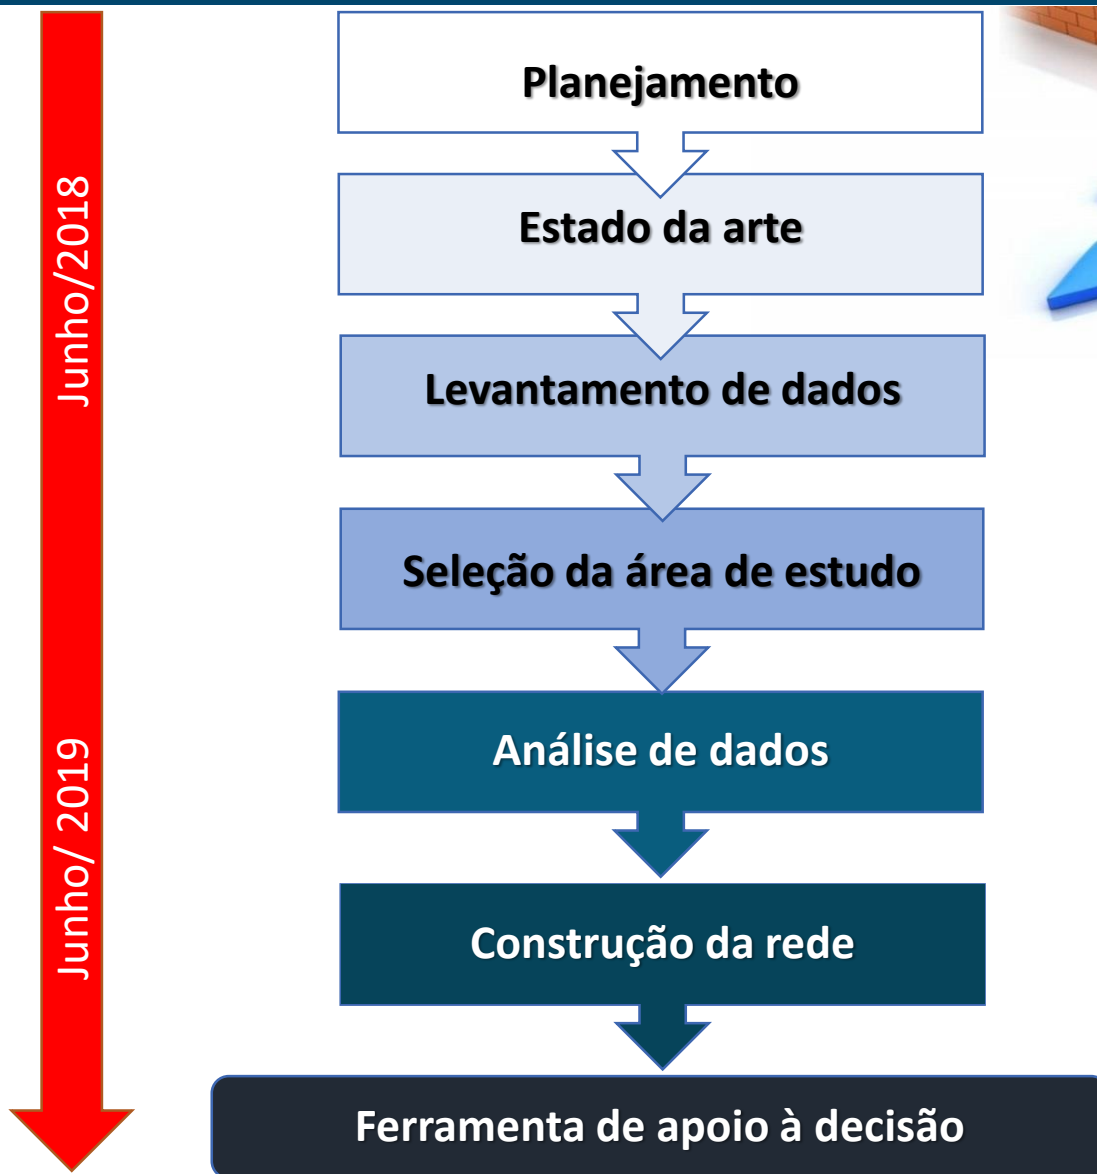 Junho/2018
Junho/ 2019
Planejamento
Estado da arte
Levantamento de dados
Seleção da área de estudo
Análise de dados
Construção da rede
Ferramenta de apoio à decisão